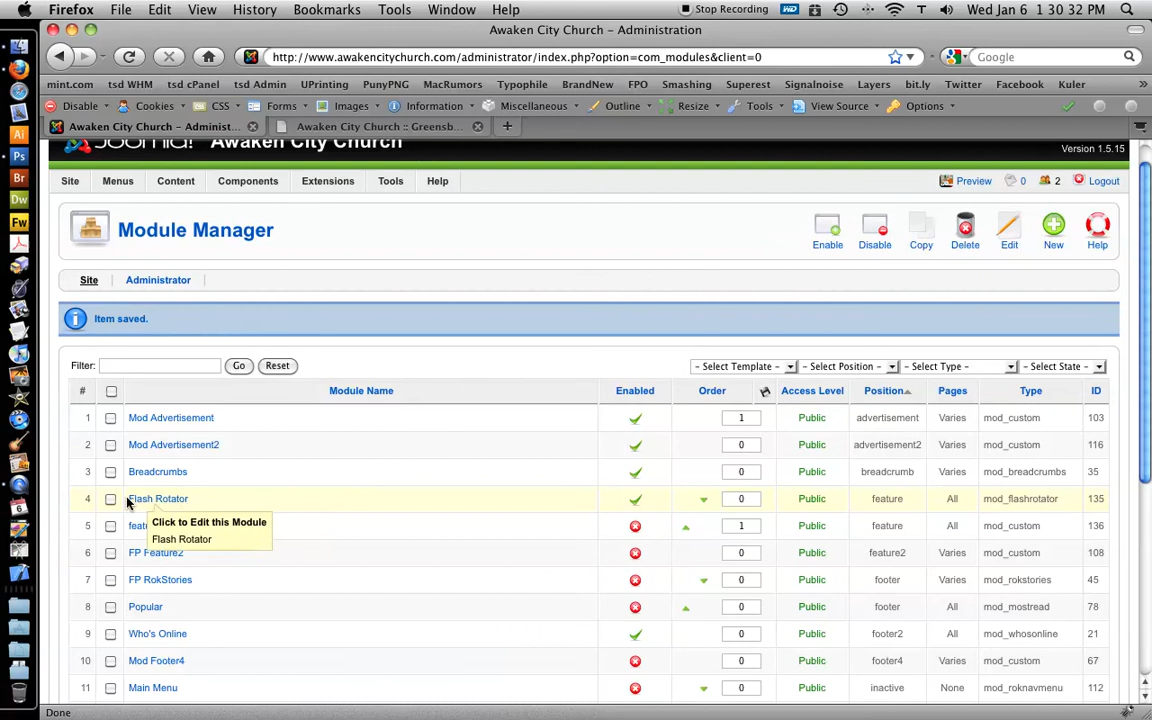 Firefox File Edit View History Bookmarks Tools Window Help Stop Recording Wed Jan 6 1:30:32 PM
Awaken City Church – Administration
http://www.awakencitychurch.com/administrator/index.php?option=com_modules&client=0 Google
mint.com tsd WHM tsd cPanel tsd Admin UPrinting PunyPNG MacRumors Typophile BrandNew FPO Smashing Superest Signalnoise Layers bit.ly Twitter Facebook Kuler
Disable Cookies CSS Forms Images Information Miscellaneous Outline Resize Tools View Source Options
Awaken City Church – Administ... Awaken City Church :: Greensb...
Joomla! Awaken City Church Version 1.5.15
Site Menus Content Components Extensions Tools Help Preview 0 2 Logout
Module Manager
Enable Disable Copy Delete Edit New Help
Site Administrator
Item saved.
Filter: Go Reset - Select Template - - Select Position - - Select Type - - Select State -
# Module Name Enabled Order Access Level Position Pages Type ID
1 Mod Advertisement 1 Public advertisement Varies mod_custom 103
2 Mod Advertisement2 0 Public advertisement2 Varies mod_custom 116
3 Breadcrumbs 0 Public breadcrumb Varies mod_breadcrumbs 35
4 Flash Rotator 0 Public feature All mod_flashrotator 135
Click to Edit this Module
5 feat 1 Public feature All mod_custom 136
Flash Rotator
6 FP Feature2 0 Public feature2 Varies mod_custom 108
7 FP RokStories 0 Public footer Varies mod_rokstories 45
8 Popular 0 Public footer All mod_mostread 78
9 Who's Online 0 Public footer2 All mod_whosonline 21
10 Mod Footer4 0 Public footer4 Varies mod_custom 67
11 Main Menu 0 Public inactive None mod_roknavmenu 112
Done